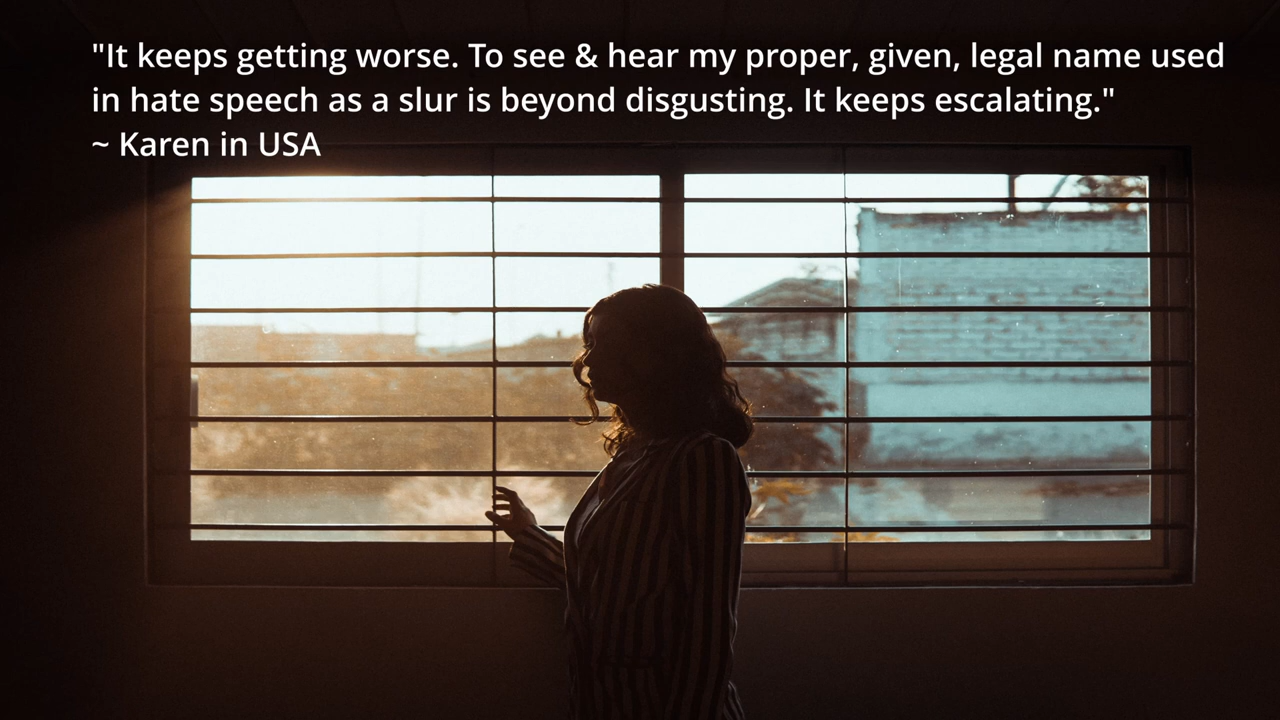 "It keeps getting worse. To see & hear my proper, given, legal name used
in hate speech as a slur is beyond disgusting. It keeps escalating."
~ Karen in USA